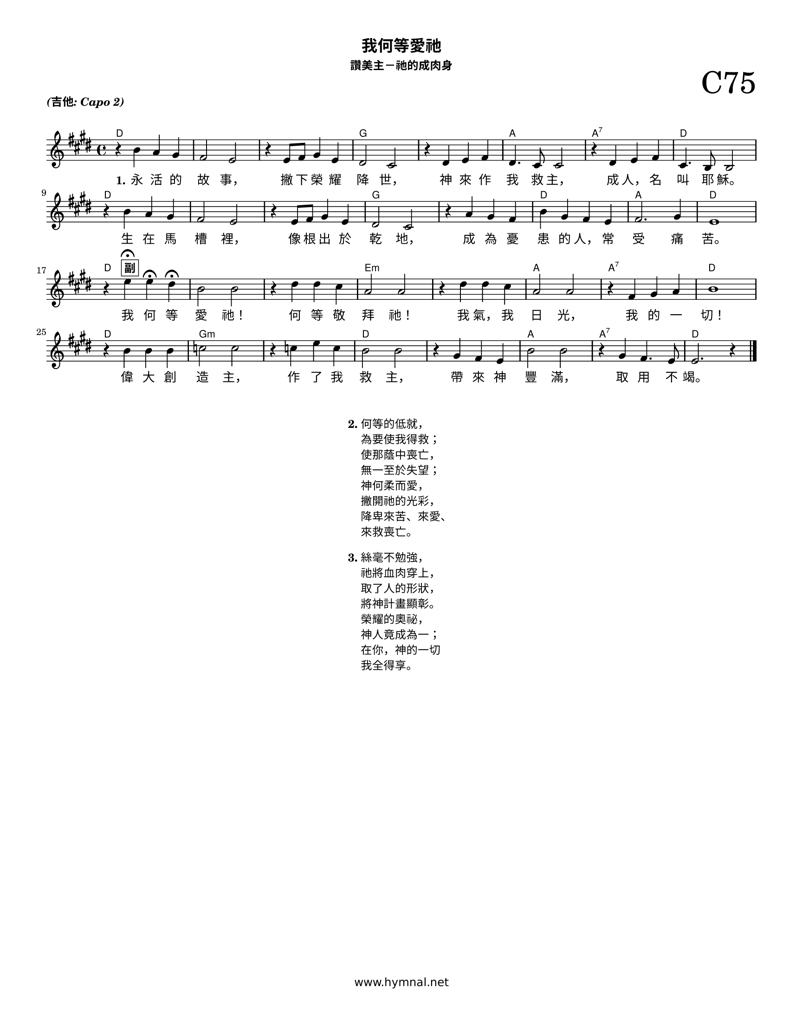 我何等愛祂
讚美主－祂的成肉身
C75
(吉他: Capo 2)
D G A A7 D
1. 永 活 的 故 事， 撇下榮耀 降 世， 神 來 作 我 救主， 成人，名 叫 耶穌。
9
D G D A D
生 在 馬 槽 裡， 像根出 於 乾 地， 成 為 憂 患 的人，常 受 痛 苦。
17
D 副 Em A A7 D
我 何 等 愛 祂！ 何 等 敬 拜 祂！ 我氣，我 日 光， 我 的 一 切！
25
D Gm D A A7 D
偉 大 創 造 主， 作 了 我 救 主， 帶 來 神 豐 滿， 取 用 不 竭。
2. 何等的低就，
為要使我得救；
使那蔭中喪亡，
無一至於失望；
神何柔而愛，
撇開祂的光彩，
降卑來苦、來愛、
來救喪亡。
3. 絲毫不勉強，
祂將血肉穿上，
取了人的形狀，
將神計畫顯彰。
榮耀的奧祕，
神人竟成為一；
在你，神的一切
我全得享。
www.hymnal.net